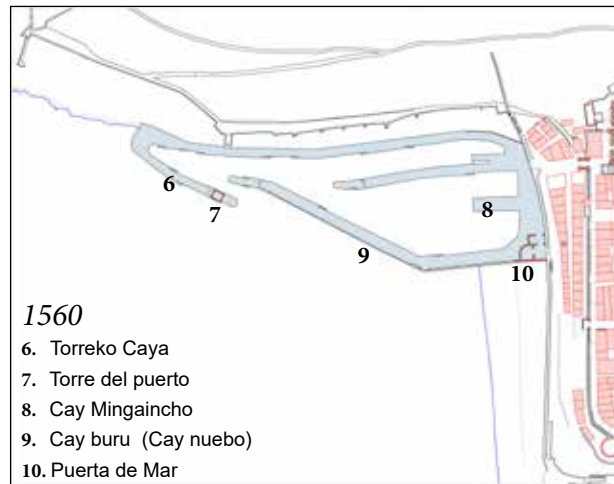 6
7
8
9
10
1560
6. Torreko Caya
7. Torre del puerto
8. Cay Mingaincho
9. Cay buru (Cay nuebo)
10. Puerta de Mar